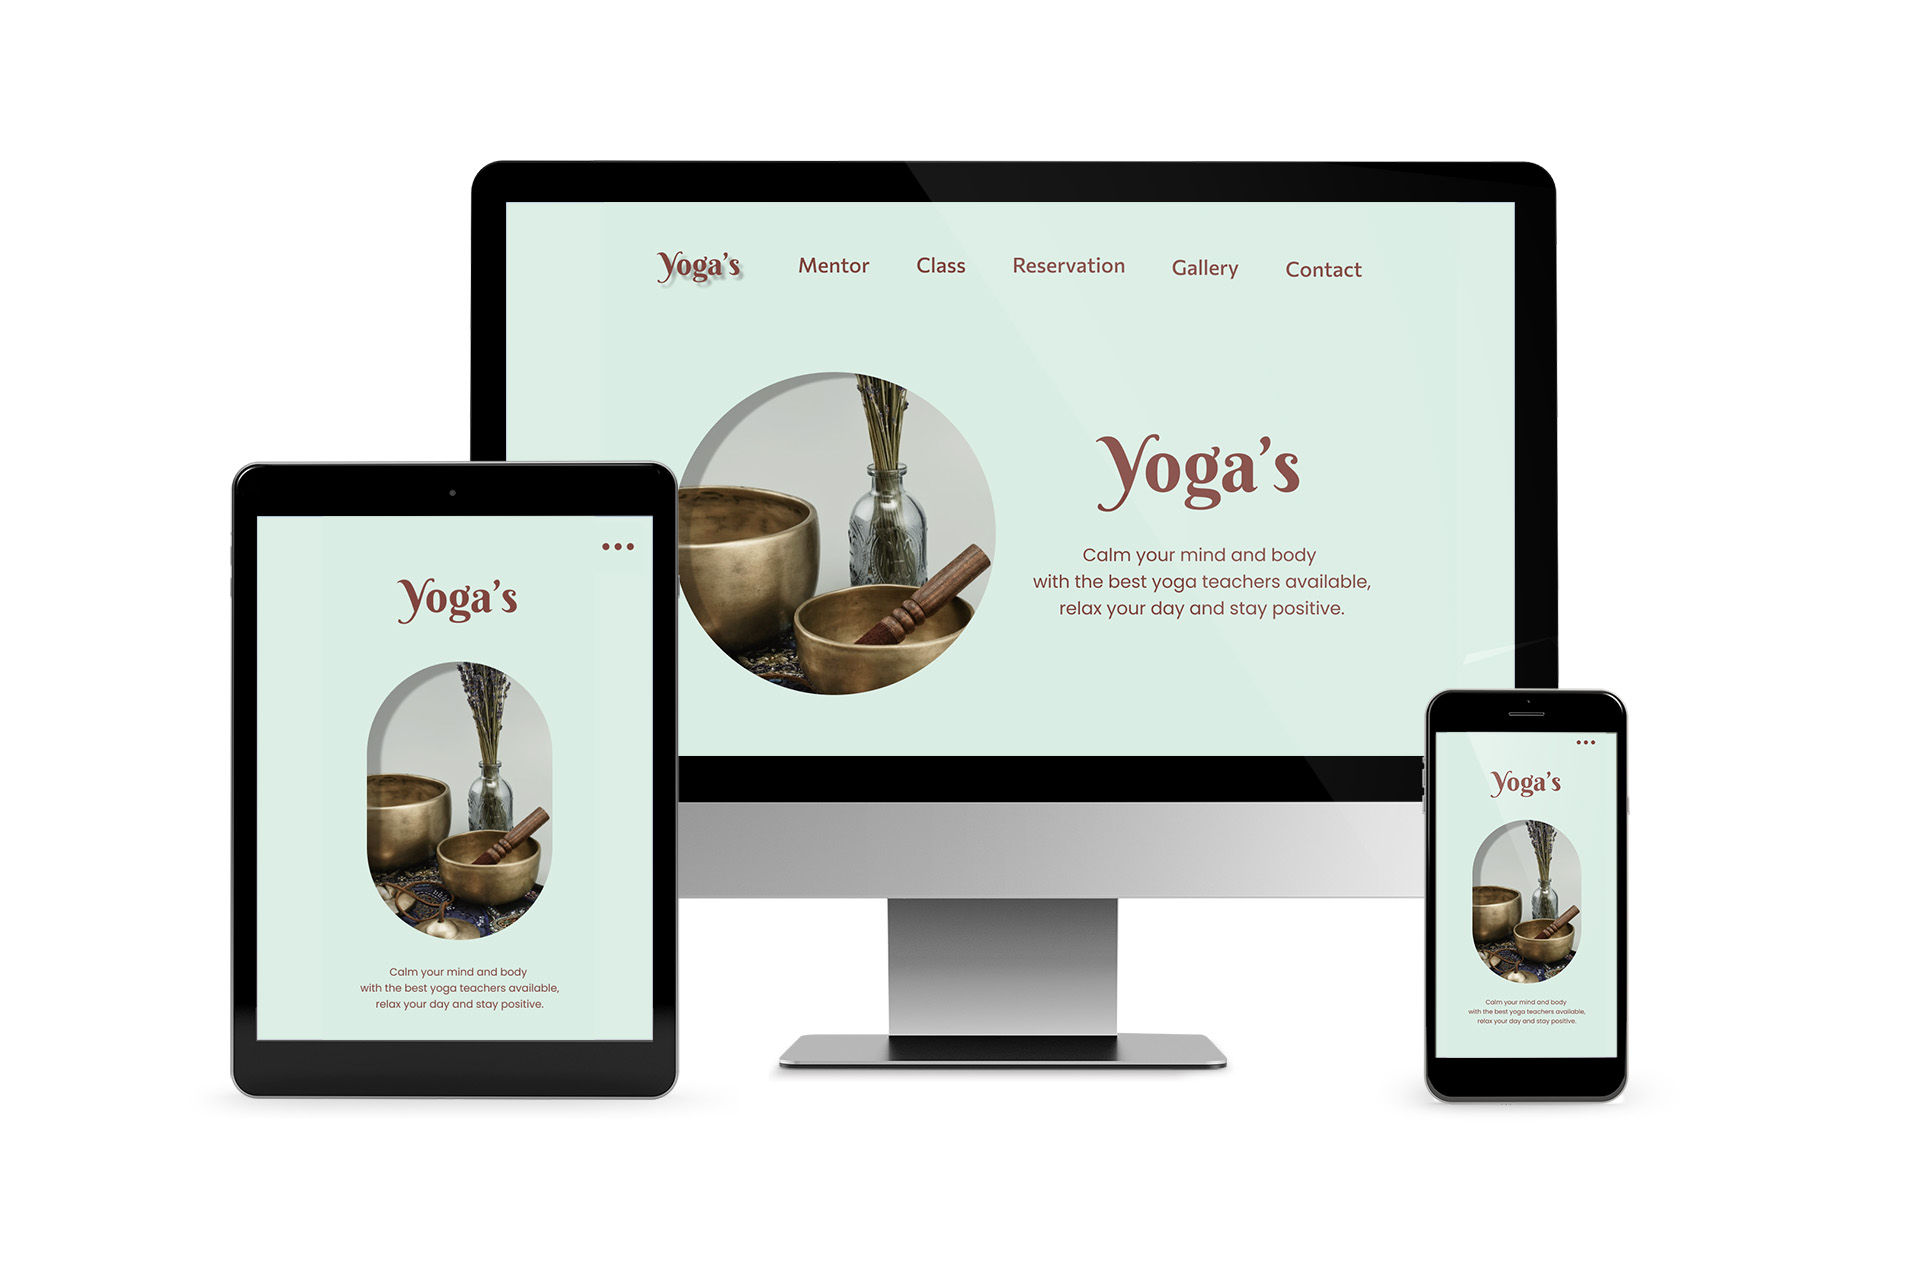 Yoga's Mentor Class Reservation Gallery Contact
Yoga's
Calm your mind and body
with the best yoga teachers available,
relax your day and stay positive.
Yoga's
Calm your mind and body
with the best yoga teachers available,
relax your day and stay positive.
Yoga's
Calm your mind and body
with the best yoga teachers available,
relax your day and stay positive.